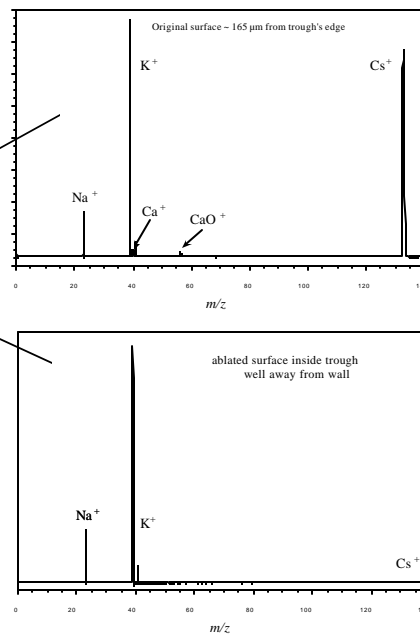 Original surface ~ 165 µm from trough's edge
K+
Cs+
Na +
Ca+
CaO +
0 20 40 60 80 100 120
m/z
ablated surface inside trough
well away from wall
Na+
K+
Cs+
0 20 40 60 80 100 120
m/z